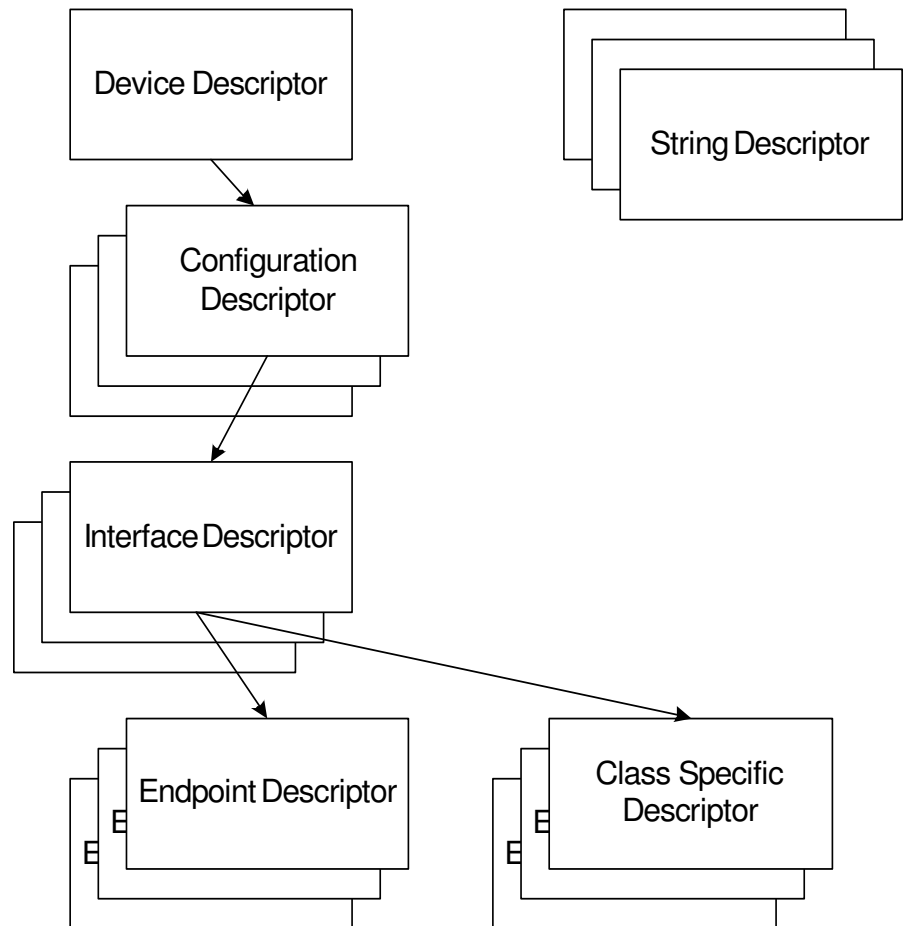 Device Descriptor
String Descriptor
Configuration
Descriptor
Interface Descriptor
Endpoint Descriptor
E
E
Class Specific
Descriptor
E
E